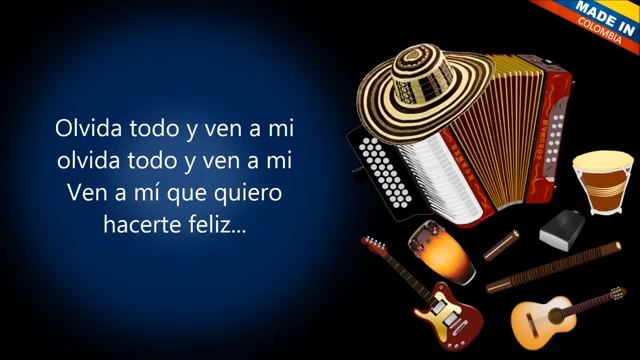 Olvida todo y ven a mi
olvida todo y ven a mi
Ven a mí que quiero
hacerte feliz...
MADE IN
COLOMBIA